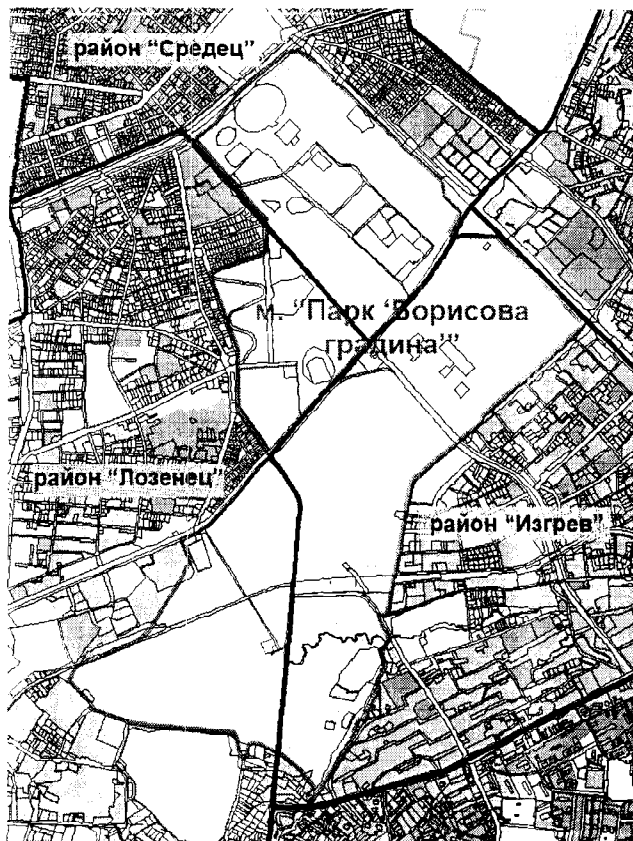 район "Средец"
м. "Парк 'Борисова
градина'"
район "Лозенец"
район "Изгрев"